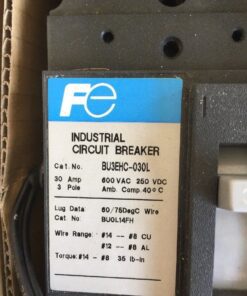 Fe
INDUSTRIAL
CIRCUIT BREAKER
Cat. No. BU3EHC-030L
30 Amp 600 VAC 250 VDC
3 Pole Amb. Comp. 40° C
Lug Data: 60/75DegC Wire
Cat. No: BU0L14FH
Wire Range: #14 -- #8 CU
#12 -- #8 AL
Torque: #14 - #8 35 lb-in